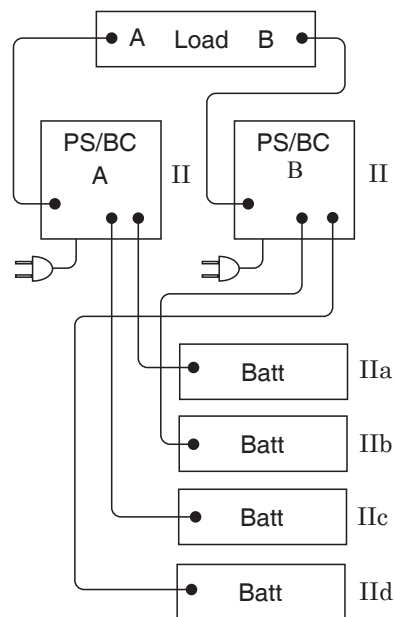 A Load B
PS/BC
A
II
PS/BC
B
II
Batt
IIa
Batt
IIb
Batt
IIc
Batt
IId